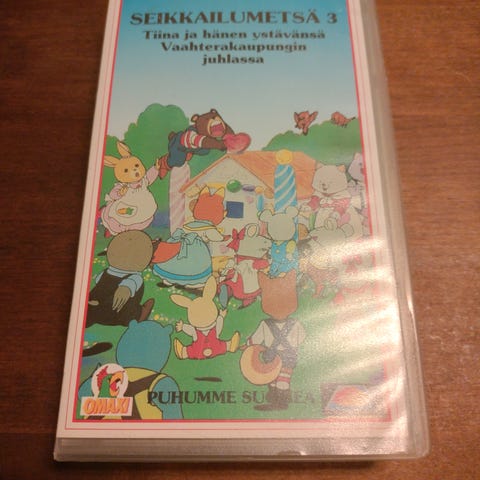 SEIKKAILUMETSÄ 3
Tiina ja hänen ystävänsä
Vaahterakaupungin
juhlassa
OMAXI
PUHUMME SUOMEA